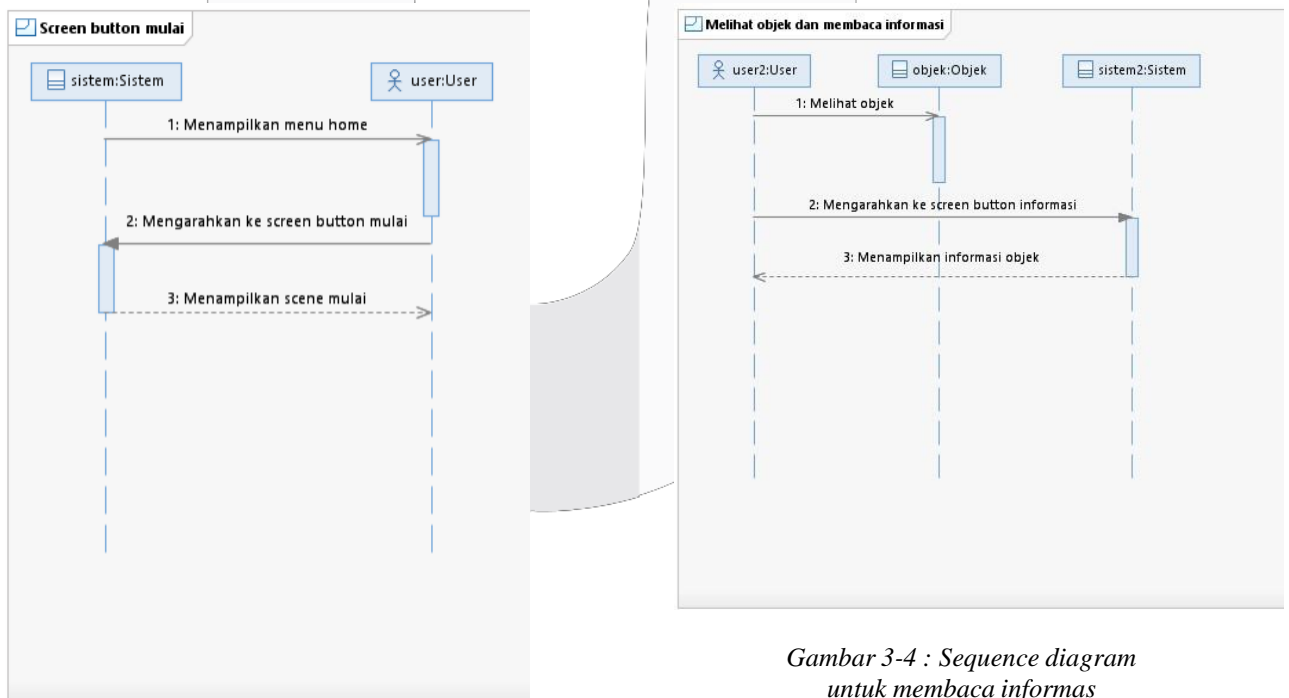 Screen button mulai
sistem:Sistem
user:User
1: Menampilkan menu home
2: Mengarahkan ke screen button mulai
3: Menampilkan scene mulai
Melihat objek dan membaca informasi
user2:User
objek:Objek
sistem2:Sistem
1: Melihat objek
2: Mengarahkan ke screen button informasi
3: Menampilkan informasi objek
Gambar 3-4 : Sequence diagram
untuk membaca informas